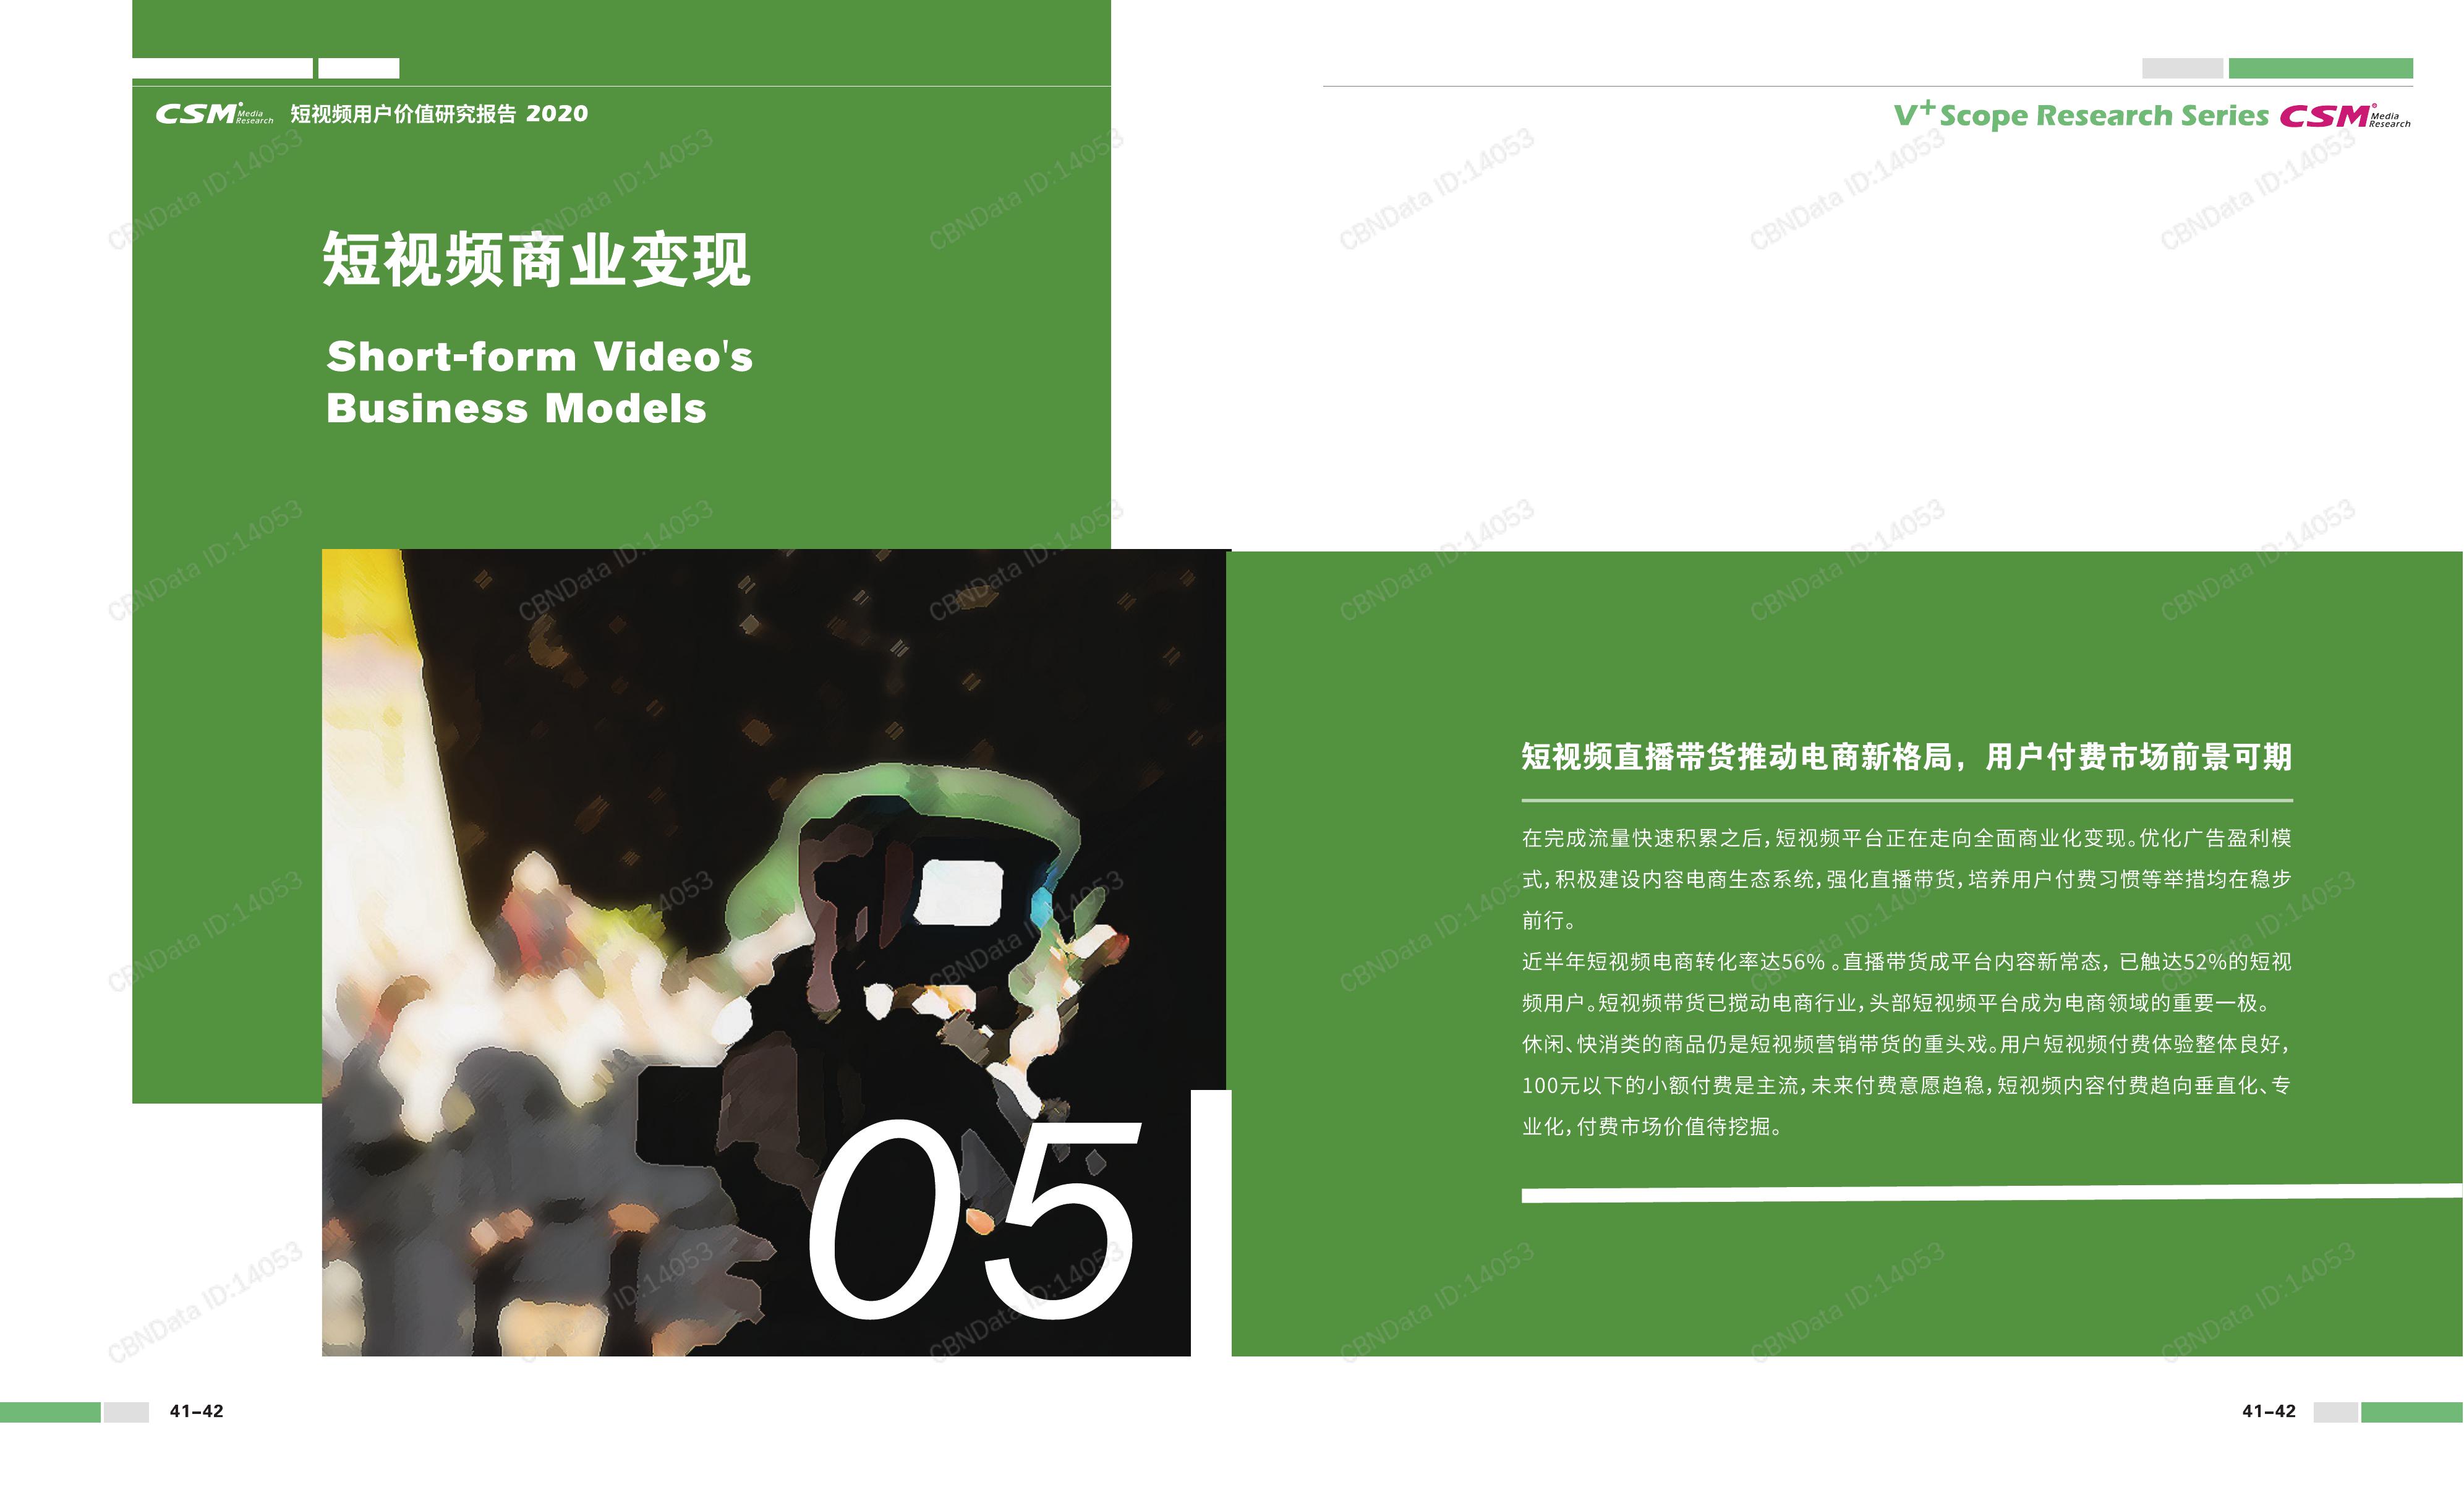 CSM Media Research 短视频用户价值研究报告 2020
V+Scope Research Series CSM Media Research
短视频商业变现
Short-form Video's
Business Models
05
短视频直播带货推动电商新格局，用户付费市场前景可期
在完成流量快速积累之后，短视频平台正在走向全面商业化变现。优化广告盈利模
式，积极建设内容电商生态系统，强化直播带货，培养用户付费习惯等举措均在稳步
前行。
近半年短视频电商转化率达56% 。直播带货成平台内容新常态，已触达52%的短视
频用户。短视频带货已搅动电商行业，头部短视频平台成为电商领域的重要一极。
休闲、快消类的商品仍是短视频营销带货的重头戏。用户短视频付费体验整体良好，
100元以下的小额付费是主流，未来付费意愿趋稳，短视频内容付费趋向垂直化、专
业化，付费市场价值待挖掘。
41-42
41-42
CBNData ID:14053